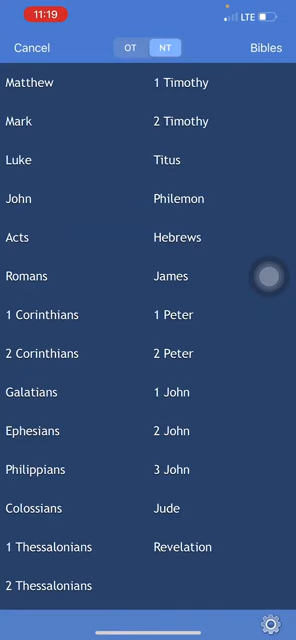 11:19
LTE
Cancel
OT
NT
Bibles
Matthew
Mark
Luke
John
Acts
Romans
1 Corinthians
2 Corinthians
Galatians
Ephesians
Philippians
Colossians
1 Thessalonians
2 Thessalonians
1 Timothy
2 Timothy
Titus
Philemon
Hebrews
James
1 Peter
2 Peter
1 John
2 John
3 John
Jude
Revelation